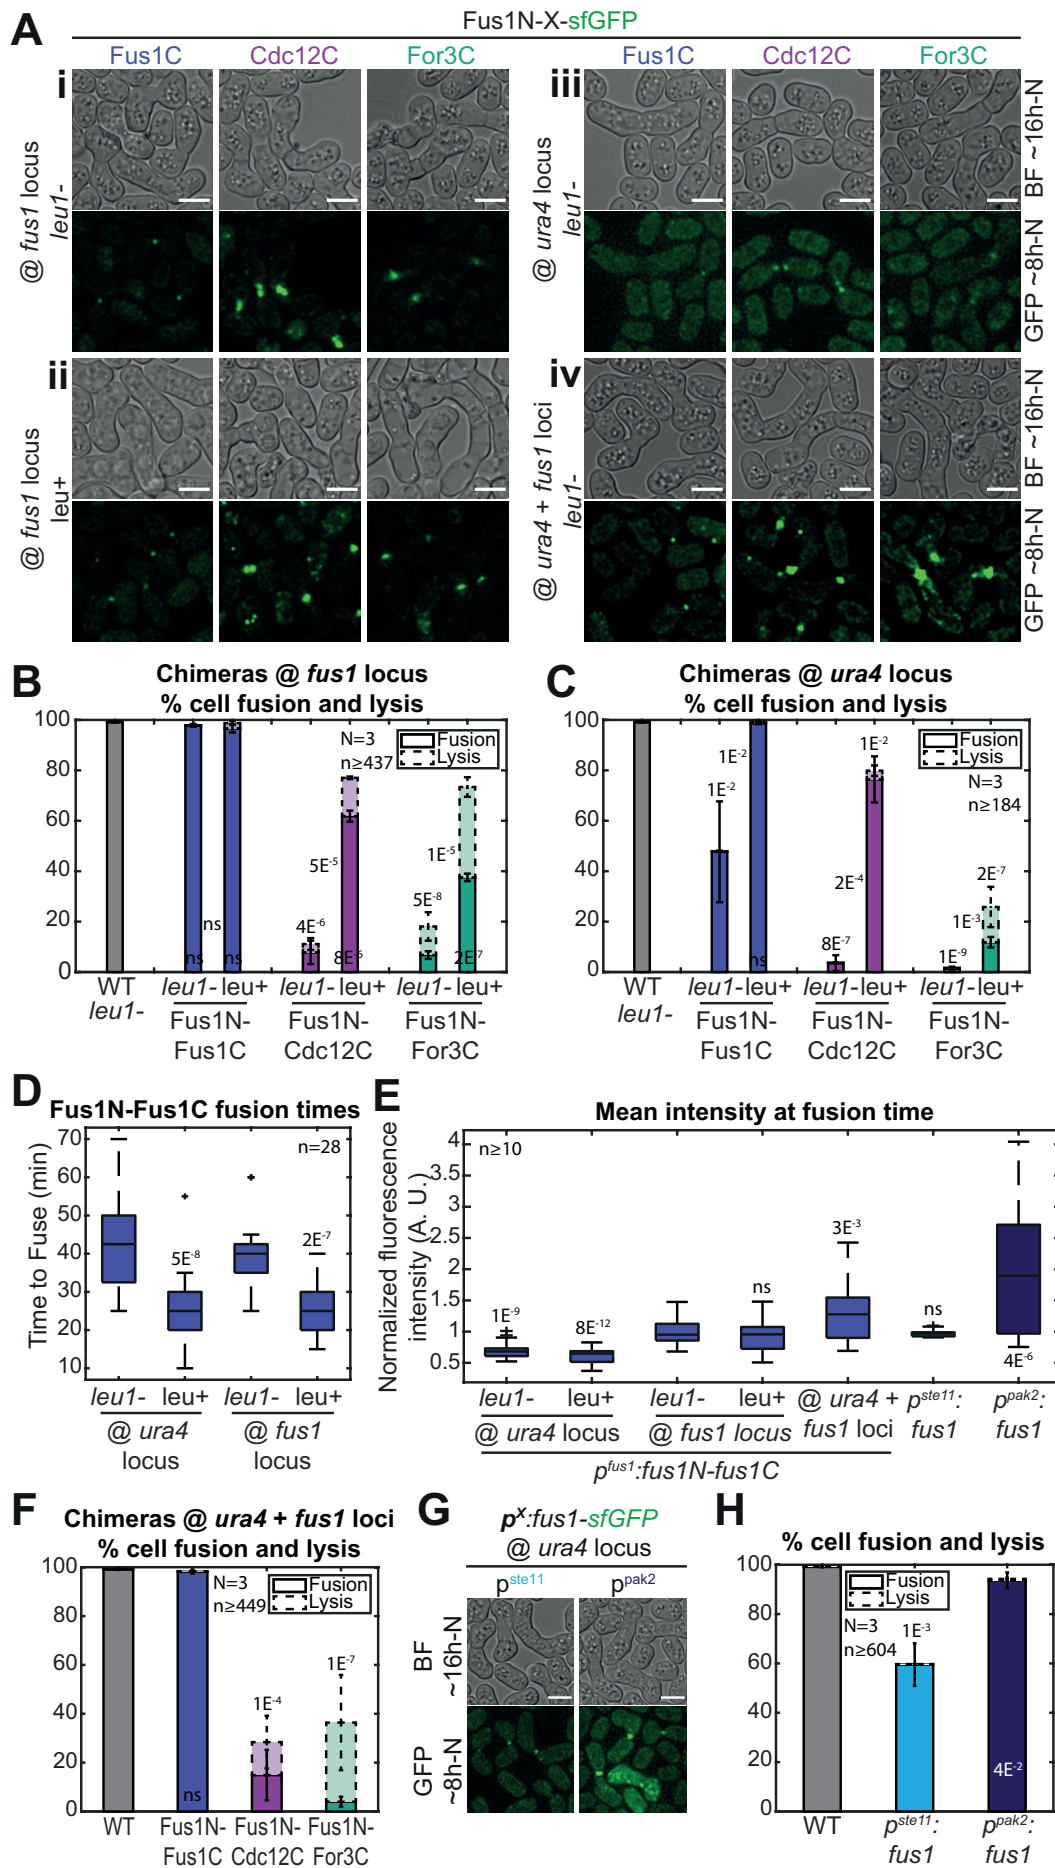 A
Fus1N-X-sfGFP
Fus1C Cdc12C For3C Fus1C Cdc12C For3C
i
@ fus1 locus
leu1-
iii
@ ura4 locus
leu1-
BF ~16h-N
GFP ~8h-N
ii
@ fus1 locus
leu+
iv
@ ura4 + fus1 loci
leu1-
BF ~16h-N
GFP ~8h-N
B
Chimeras @ fus1 locus
% cell fusion and lysis
100
80
60
40
20
0
N=3
n≥437
Fusion
Lysis
ns
ns
ns
4E-6
5E-5
8E-6
5E-8
1E-5
2E-7
WT
leu1-
leu1- leu+
Fus1N-
Fus1C
leu1- leu+
Fus1N-
Cdc12C
leu1- leu+
Fus1N-
For3C
C
Chimeras @ ura4 locus
% cell fusion and lysis
100
80
60
40
20
0
Fusion
Lysis
N=3
n≥184
1E-2
1E-2
ns
8E-7
2E-4
1E-2
1E-9
1E-3
2E-7
WT
leu1-
leu1- leu+
Fus1N-
Fus1C
leu1- leu+
Fus1N-
Cdc12C
leu1- leu+
Fus1N-
For3C
D
Fus1N-Fus1C fusion times
Time to Fuse (min)
70
60
50
40
30
20
10
n=28
5E-8
2E-7
leu1- leu+
@ ura4
locus
leu1- leu+
@ fus1
locus
E
Mean intensity at fusion time
Normalized fluorescence
intensity (A. U.)
4
3.5
3
2.5
2
1.5
1
0.5
n≥10
1E-9
8E-12
ns
3E-3
ns
4E-6
leu1- leu+
@ ura4 locus
leu1- leu+
@ fus1 locus
@ ura4 +
fus1 loci
pfus1:fus1N-fus1C
pste11:
fus1
ppak2:
fus1
F
Chimeras @ ura4 + fus1 loci
% cell fusion and lysis
100
80
60
40
20
0
N=3
n≥449
Fusion
Lysis
ns
1E-4
1E-7
WT
Fus1N-
Fus1C
Fus1N-
Cdc12C
Fus1N-
For3C
G
pX:fus1-sfGFP
@ ura4 locus
pste11 ppak2
BF
~16h-N
GFP
~8h-N
H
% cell fusion and lysis
100
80
60
40
20
0
Fusion
Lysis
N=3
n≥604
1E-3
4E-2
WT
pste11:
fus1
ppak2:
fus1